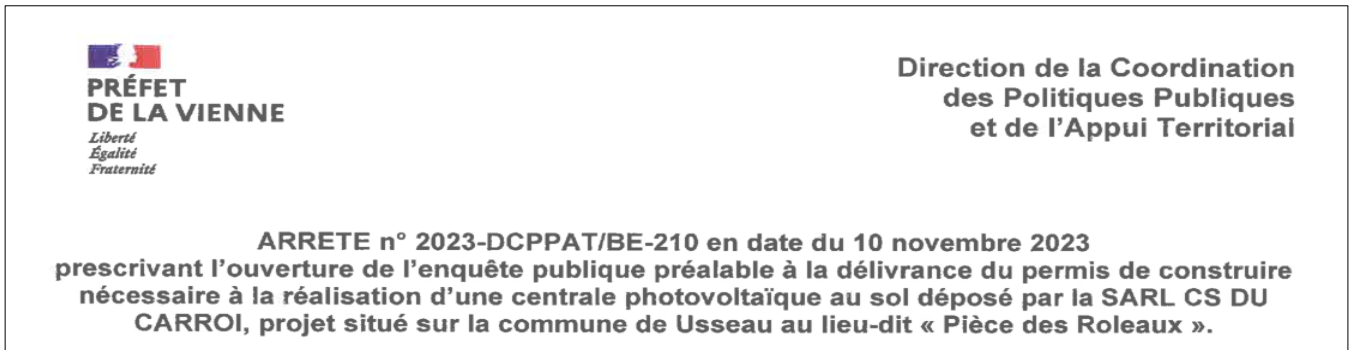 PRÉFET
DE LA VIENNE
Liberté
Égalité
Fraternité
Direction de la Coordination
des Politiques Publiques
et de l'Appui Territorial
ARRETE n° 2023-DCPPAT/BE-210 en date du 10 novembre 2023
prescrivant l'ouverture de l'enquête publique préalable à la délivrance du permis de construire
nécessaire à la réalisation d'une centrale photovoltaïque au sol déposé par la SARL CS DU
CARROI, projet situé sur la commune de Usseau au lieu-dit « Pièce des Roleaux ».